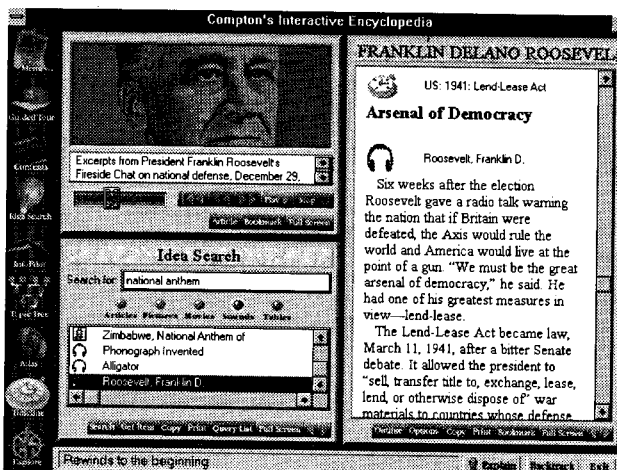 Compton's Interactive Encyclopedia
Guided Tour
Contents
Idea Search
Atlas
Timeline
Explore
Excerpts from President Franklin Roosevelt's
Fireside Chat on national defense, December 29,
Article Bookmark Full Screen
Idea Search
Search for: national anthem
Articles Pictures Movies Sounds Tables
Zimbabwe, National Anthem of
Phonograph Invented
Alligator
Roosevelt, Franklin D.
Search Get Item Copy Print Query List Full Screen
Rewinds to the beginning
FRANKLIN DELANO ROOSEVEL
US: 1941: Lend-Lease Act
Arsenal of Democracy
Roosevelt, Franklin D.
Six weeks after the election
Roosevelt gave a radio talk warning
the nation that if Britain were
defeated, the Axis would rule the
world and America would live at the
point of a gun. "We must be the great
arsenal of democracy," he said. He
had one of his greatest measures in
view—lend-lease.
The Lend-Lease Act became law,
March 11, 1941, after a bitter Senate
debate. It allowed the president to
"sell, transfer title to, exchange, lease,
lend, or otherwise dispose of" war
materials to countries whose defense
Outline Options Copy Print Bookmark Full Screen
Explain Backtrack Exit